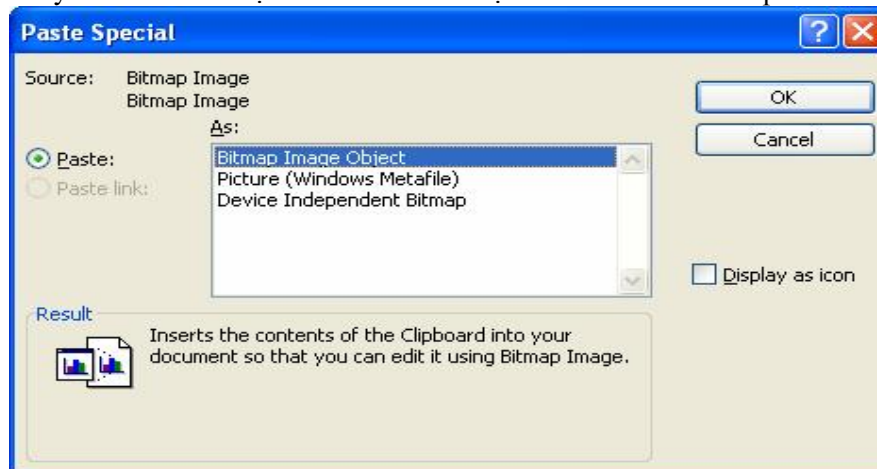 Paste Special
Source: Bitmap Image
Bitmap Image
As:
Paste:
Paste link:
Bitmap Image Object
Picture (Windows Metafile)
Device Independent Bitmap
OK
Cancel
Display as icon
Result
Inserts the contents of the Clipboard into your
document so that you can edit it using Bitmap Image.